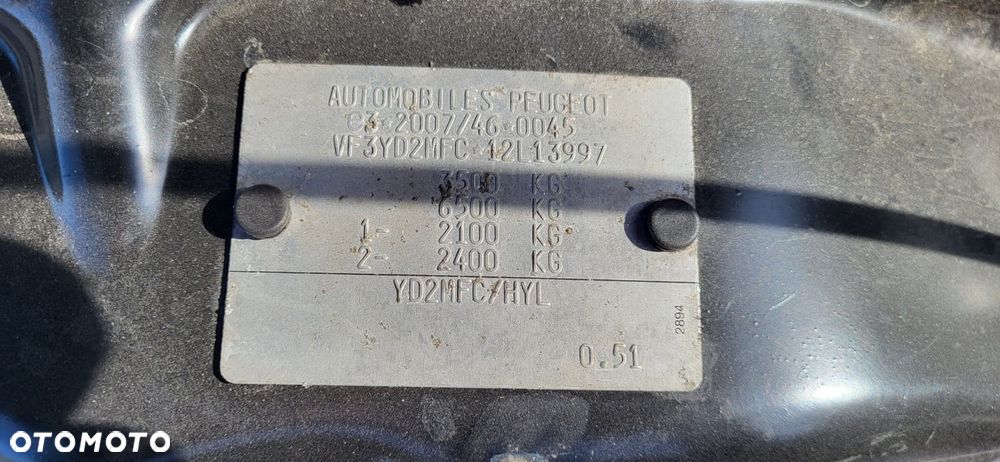 AUTOMOBILES PEUGEOT
e3*2007/46*0045
VF3YD2MFC 12L13997
3500 KG
6500 KG
1- 2100 KG
2- 2400 KG
YD2MFC/HYL
2894
0.51
OTOMOTO